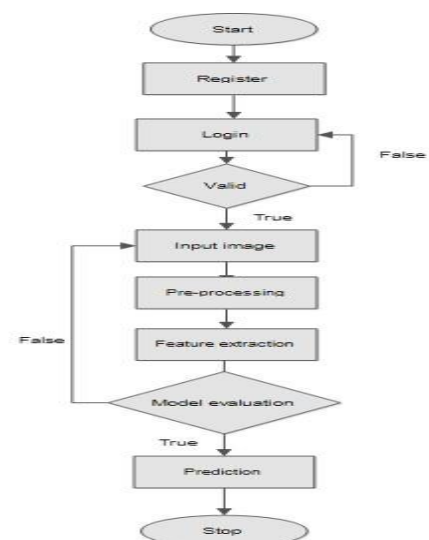 Start
Register
Login
False
Valid
True
Input image
Pre-processing
False
Feature extraction
Model evaluation
True
Prediction
Stop